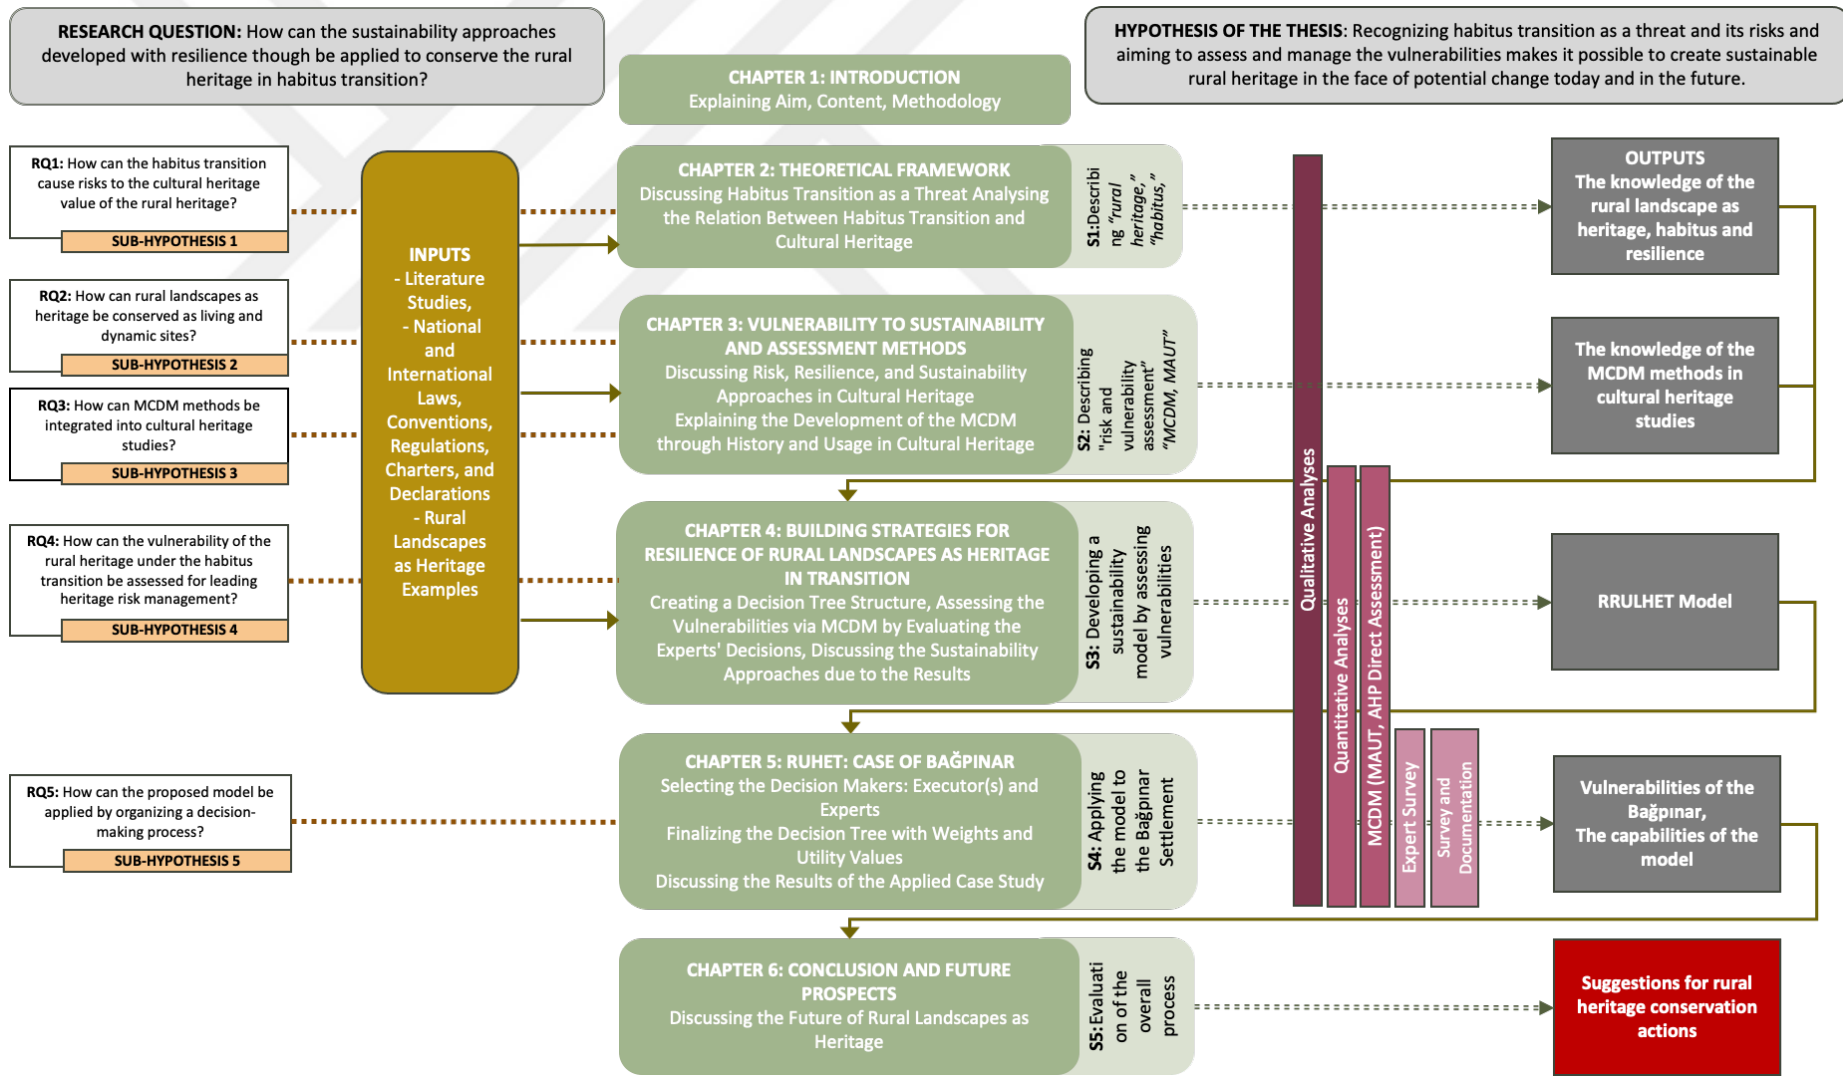 RESEARCH QUESTION: How can the sustainability approaches
developed with resilience though be applied to conserve the rural
heritage in habitus transition?
HYPOTHESIS OF THE THESIS: Recognizing habitus transition as a threat and its risks and
aiming to assess and manage the vulnerabilities makes it possible to create sustainable
rural heritage in the face of potential change today and in the future.
CHAPTER 1: INTRODUCTION
Explaining Aim, Content, Methodology
RQ1: How can the habitus transition
cause risks to the cultural heritage
value of the rural heritage?
SUB-HYPOTHESIS 1
RQ2: How can rural landscapes as
heritage be conserved as living and
dynamic sites?
SUB-HYPOTHESIS 2
RQ3: How can MCDM methods be
integrated into cultural heritage
studies?
SUB-HYPOTHESIS 3
RQ4: How can the vulnerability of the
rural heritage under the habitus
transition be assessed for leading
heritage risk management?
SUB-HYPOTHESIS 4
RQ5: How can the proposed model be
applied by organizing a decision-
making process?
SUB-HYPOTHESIS 5
INPUTS
- Literature
Studies,
- National
and
International
Laws,
Conventions,
Regulations,
Charters, and
Declarations
- Rural
Landscapes
as Heritage
Examples
CHAPTER 2: THEORETICAL FRAMEWORK
Discussing Habitus Transition as a Threat Analysing
the Relation Between Habitus Transition and
Cultural Heritage
S1:Describi
ng "rural
heritage,"
"habitus,"
CHAPTER 3: VULNERABILITY TO SUSTAINABILITY
AND ASSESSMENT METHODS
Discussing Risk, Resilience, and Sustainability
Approaches in Cultural Heritage
Explaining the Development of the MCDM
through History and Usage in Cultural Heritage
S2: Describing
"risk and
vulnerability
assessment"
"MCDM, MAUT"
CHAPTER 4: BUILDING STRATEGIES FOR
RESILIENCE OF RURAL LANDSCAPES AS HERITAGE
IN TRANSITION
Creating a Decision Tree Structure, Assessing the
Vulnerabilities via MCDM by Evaluating the
Experts' Decisions, Discussing the Sustainability
Approaches due to the Results
S3: Developing a
sustainability
model by assessing
vulnerabilities
CHAPTER 5: RUHET: CASE OF BAĞPINAR
Selecting the Decision Makers: Executor(s) and
Experts
Finalizing the Decision Tree with Weights and
Utility Values
Discussing the Results of the Applied Case Study
S4: Applying
the model to
the Bağpınar
Settlement
CHAPTER 6: CONCLUSION AND FUTURE
PROSPECTS
Discussing the Future of Rural Landscapes as
Heritage
S5:Evaluati
on of the
overall
process
Qualitative Analyses
Quantitative Analyses
MCDM (MAUT, AHP Direct Assessment)
Expert Survey
Survey and
Documentation
OUTPUTS
The knowledge of the
rural landscape as
heritage, habitus and
resilience
The knowledge of the
MCDM methods in
cultural heritage
studies
RRULHET Model
Vulnerabilities of the
Bağpınar,
The capabilities of the
model
Suggestions for rural
heritage conservation
actions